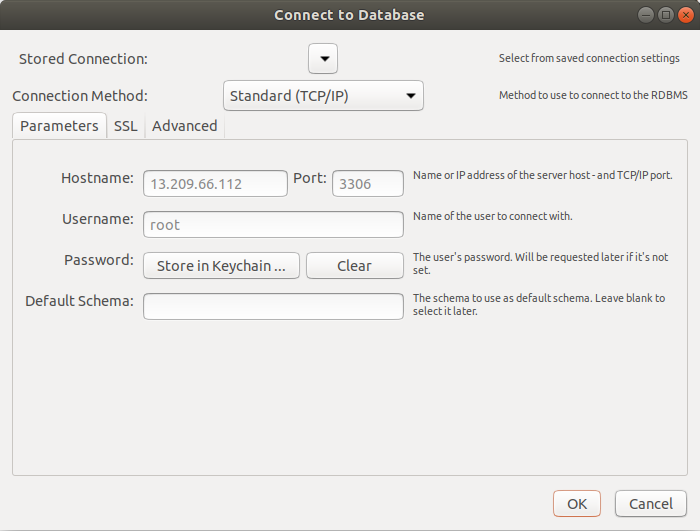 Connect to Database
Stored Connection:
Select from saved connection settings
Connection Method:
Standard (TCP/IP)
Method to use to connect to the RDBMS
Parameters
SSL
Advanced
Hostname:
13.209.66.112
Port:
3306
Name or IP address of the server host - and TCP/IP port.
Username:
root
Name of the user to connect with.
Password:
Store in Keychain ...
Clear
The user's password. Will be requested later if it's not
set.
Default Schema:
The schema to use as default schema. Leave blank to
select it later.
OK
Cancel